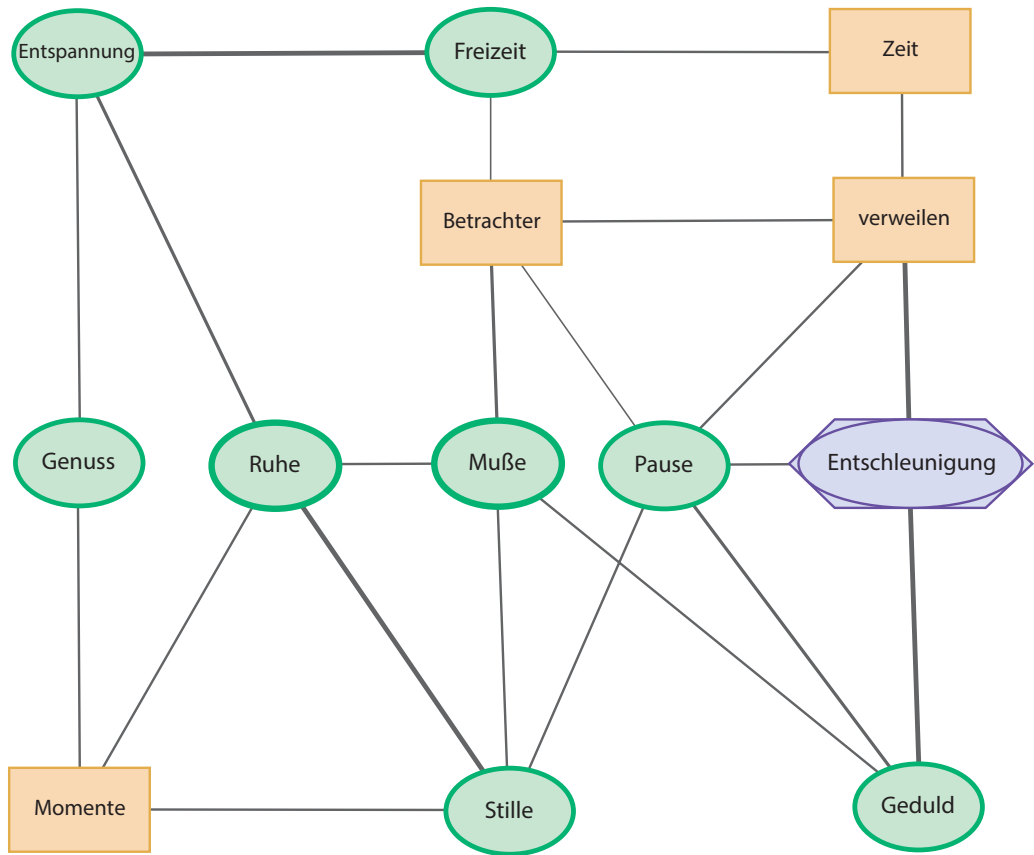 Entspannung
Freizeit
Zeit
Betrachter
verweilen
Genuss
Ruhe
Muße
Pause
Entschleunigung
Momente
Stille
Geduld